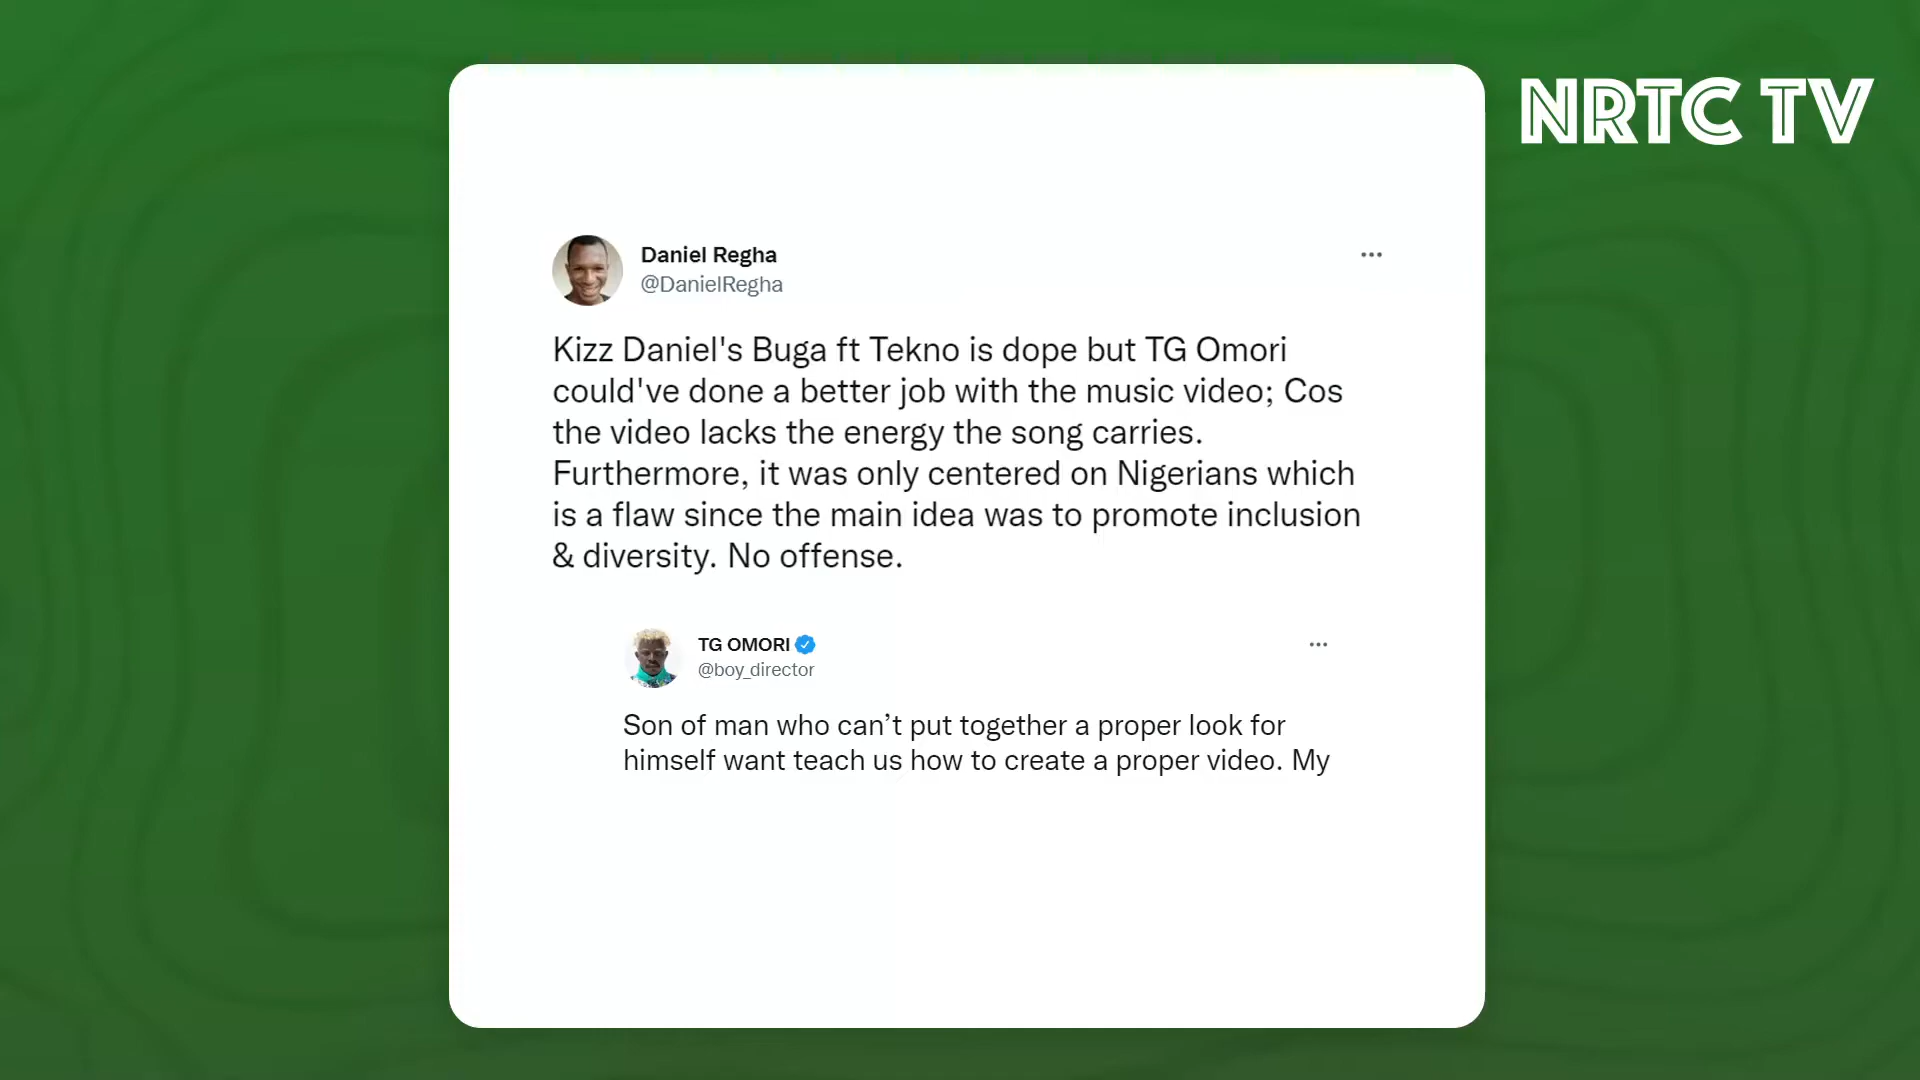 NRTC TV
Daniel Regha
@DanielRegha
Kizz Daniel's Buga ft Tekno is dope but TG Omori
could've done a better job with the music video; Cos
the video lacks the energy the song carries.
Furthermore, it was only centered on Nigerians which
is a flaw since the main idea was to promote inclusion
& diversity. No offense.
TG OMORI
@boy_director
Son of man who can’t put together a proper look for
himself want teach us how to create a proper video. My